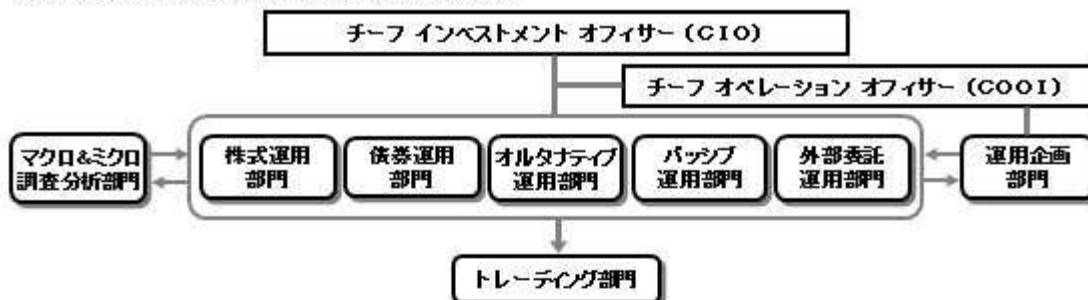 チーフ インベストメント オフィサー (CIO)
チーフ オペレーション オフィサー (COOI)
マクロ&ミクロ
調査分析部門
株式運用
部門
債券運用
部門
オルタナティブ
運用部門
パッシブ
運用部門
外部委託
運用部門
運用企画
部門
トレーディング部門